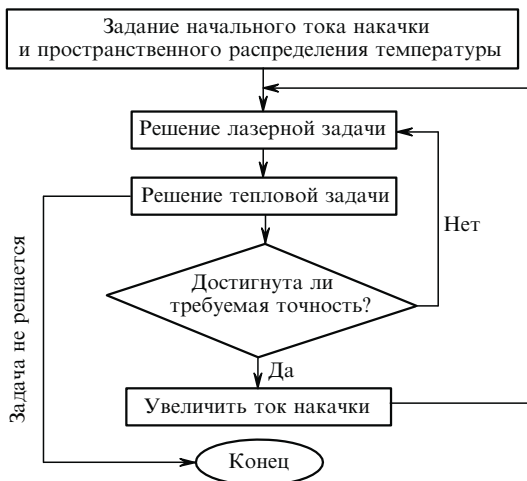 Задание начального тока накачки
и пространственного распределения температуры
Решение лазерной задачи
Решение тепловой задачи
Нет
Достигнута ли
требуемая точность?
Да
Задача не решается
Увеличить ток накачки
Конец